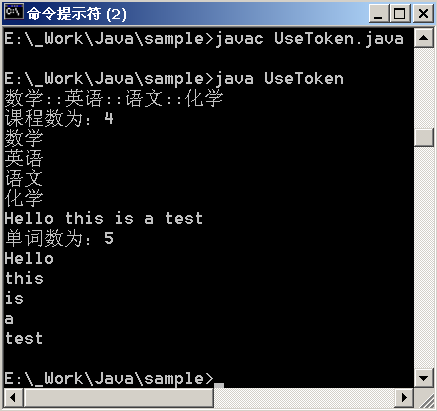 命令提示符 (2)
E:\_Work\Java\sample>javac UseToken.java
E:\_Work\Java\sample>java UseToken
数学::英语::语文::化学
课程数为：4
数学
英语
语文
化学
Hello this is a test
单词数为：5
Hello
this
is
a
test
E:\_Work\Java\sample>